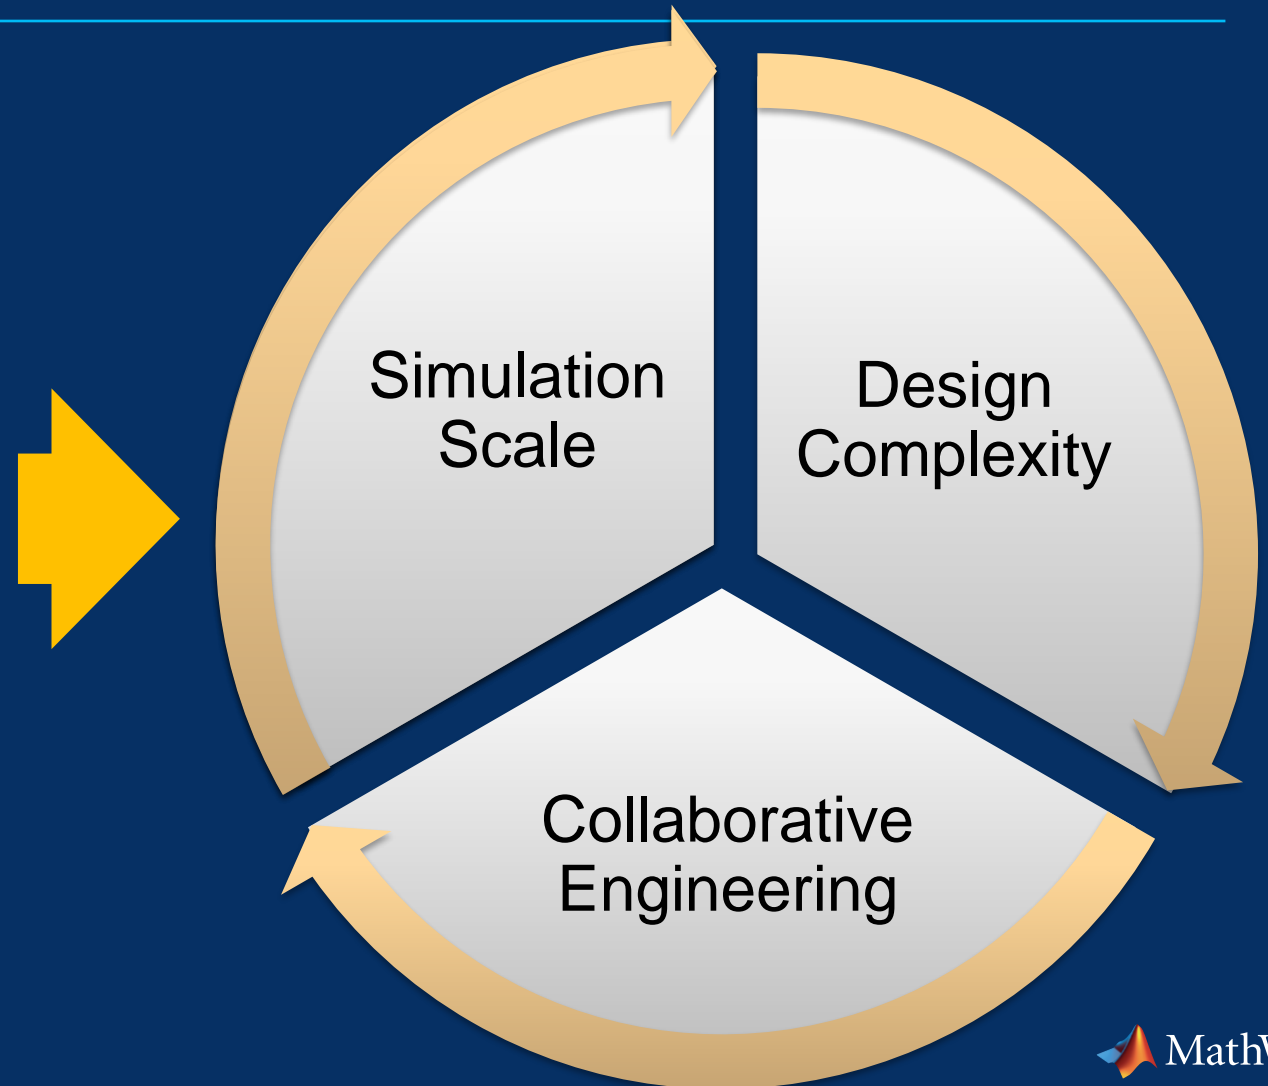 Simulation
Scale
Design
Complexity
Collaborative
Engineering